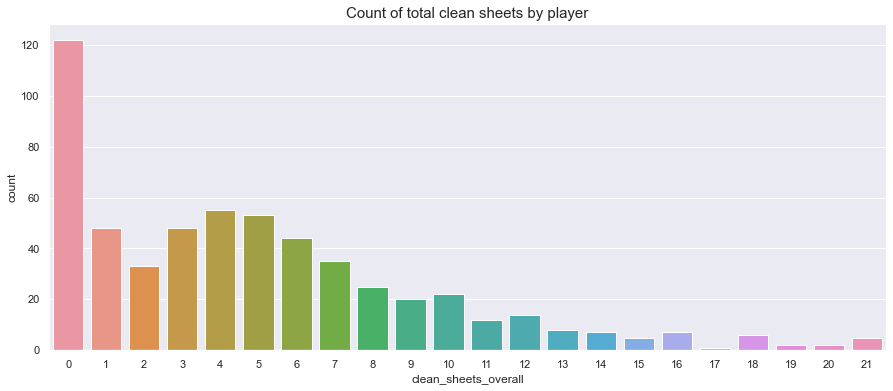 Count of total clean sheets by player
120
100
80
60
40
20
0
count
0 1 2 3 4 5 6 7 8 9 10 11 12 13 14 15 16 17 18 19 20 21
clean_sheets_overall